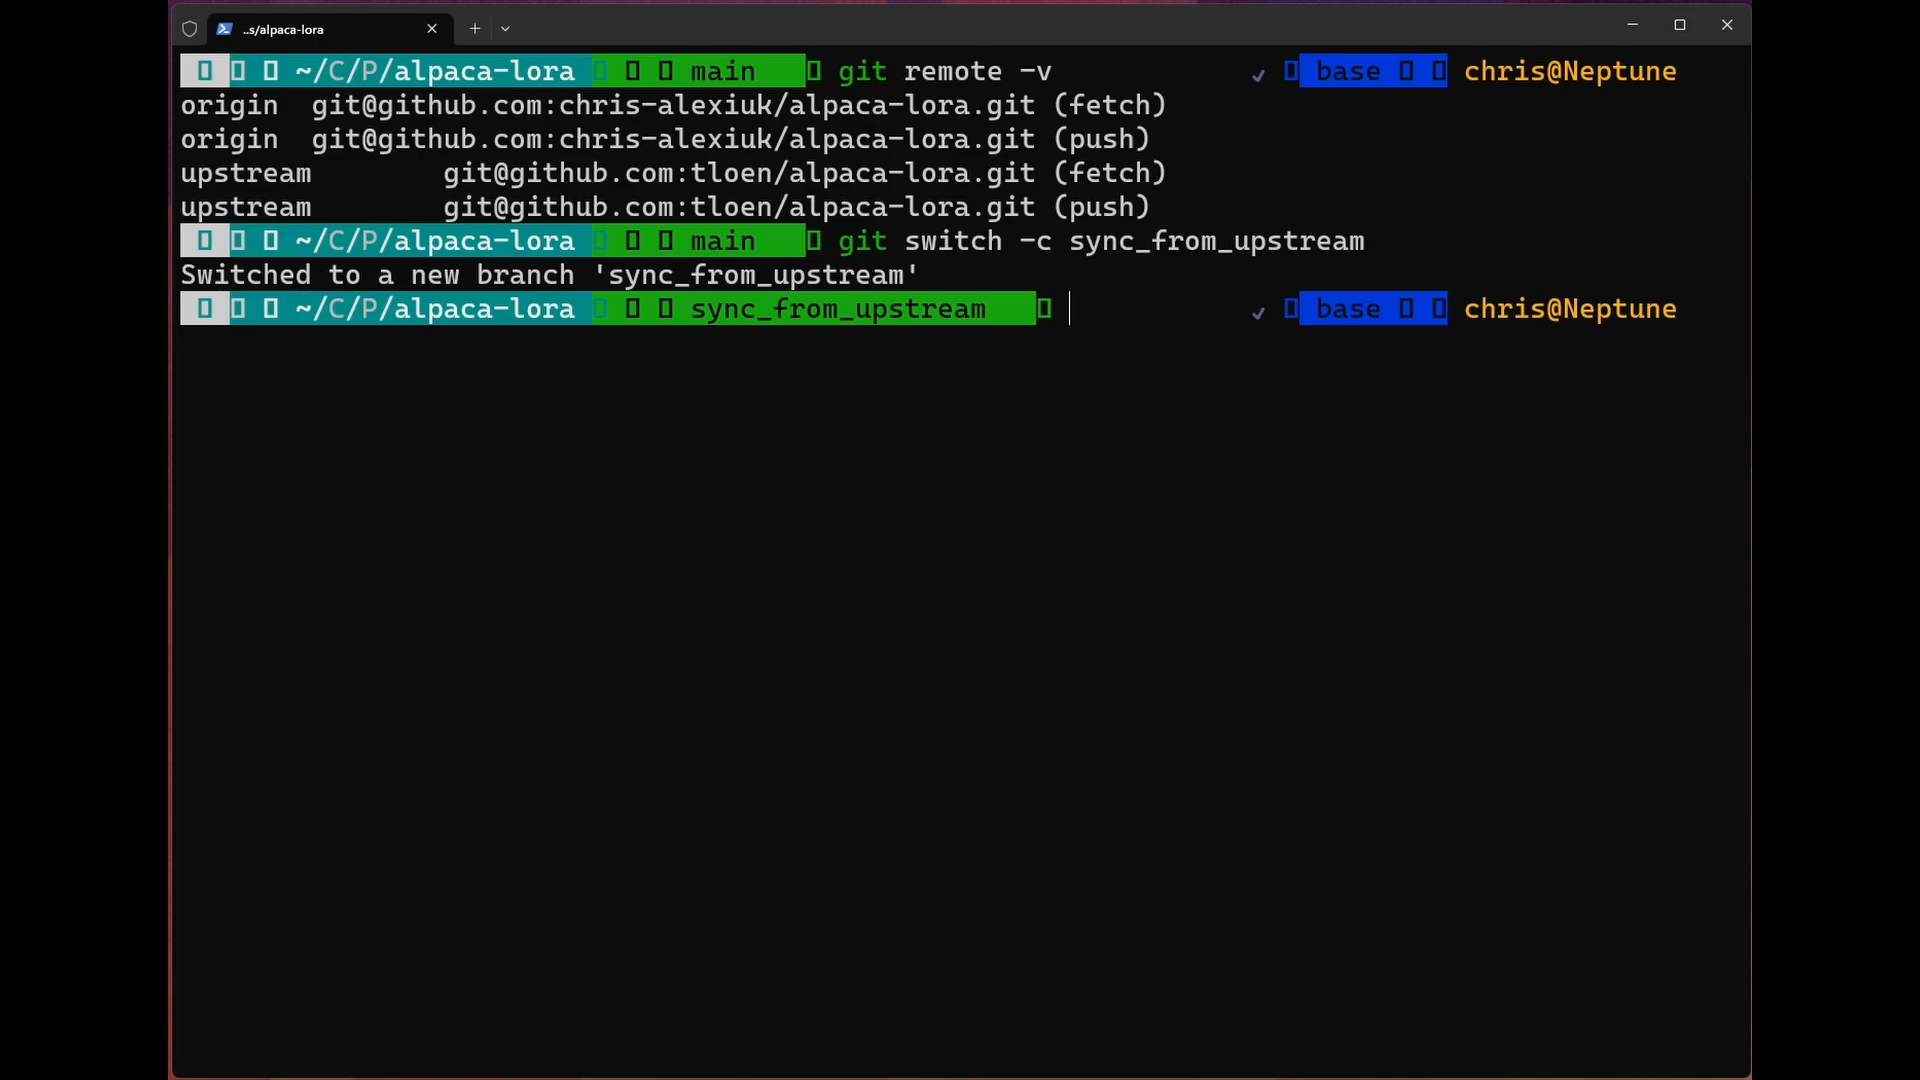 ..s/alpaca-lora
~/C/P/alpaca-lora main git remote -v ✓ base chris@Neptune
origin git@github.com:chris-alexiuk/alpaca-lora.git (fetch)
origin git@github.com:chris-alexiuk/alpaca-lora.git (push)
upstream git@github.com:tloen/alpaca-lora.git (fetch)
upstream git@github.com:tloen/alpaca-lora.git (push)
~/C/P/alpaca-lora main git switch -c sync_from_upstream
Switched to a new branch 'sync_from_upstream'
~/C/P/alpaca-lora sync_from_upstream ✓ base chris@Neptune